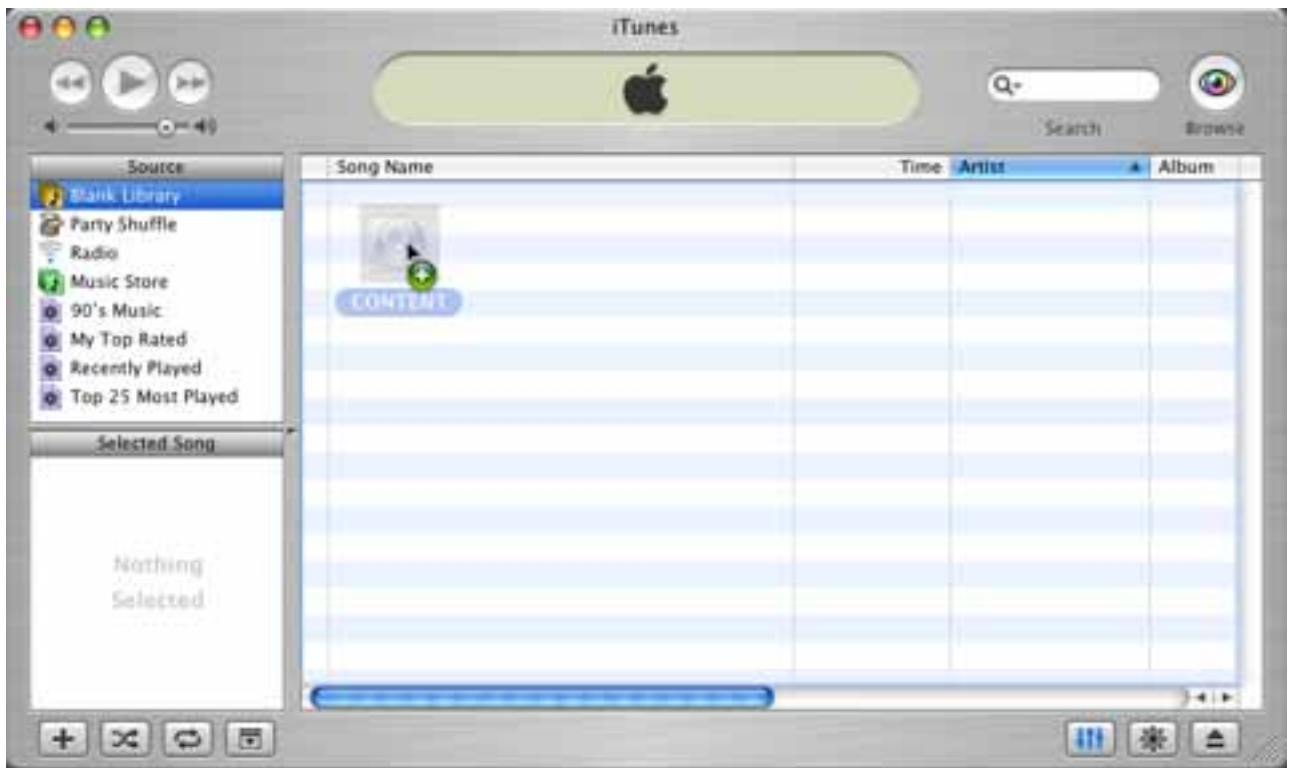 iTunes
Search
Browse
Source
Song Name Time Artist Album
Blank Library
Party Shuffle
Radio
Music Store
90's Music
My Top Rated
Recently Played
Top 25 Most Played
CONTENT
Selected Song
Nothing
Selected